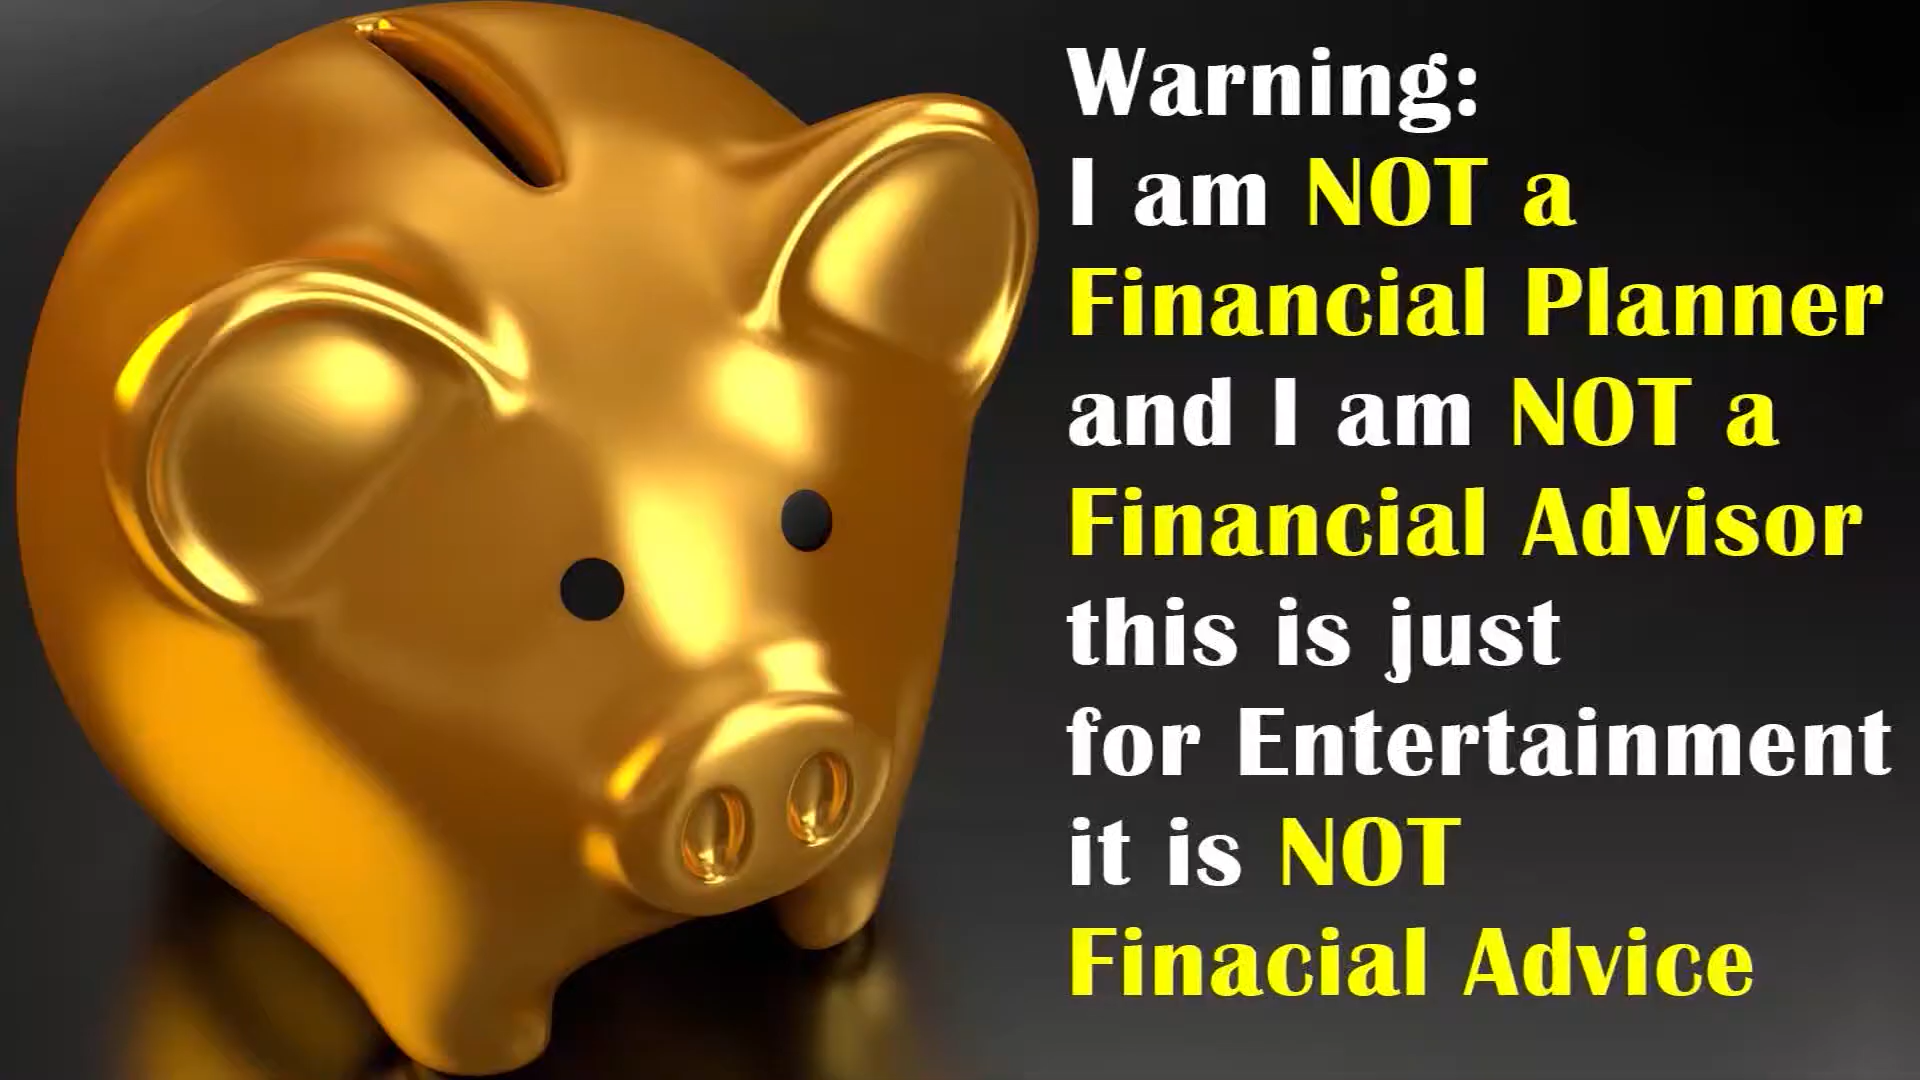 Warning:
I am NOT a
Financial Planner
and I am NOT a
Financial Advisor
this is just
for Entertainment
it is NOT
Finacial Advice